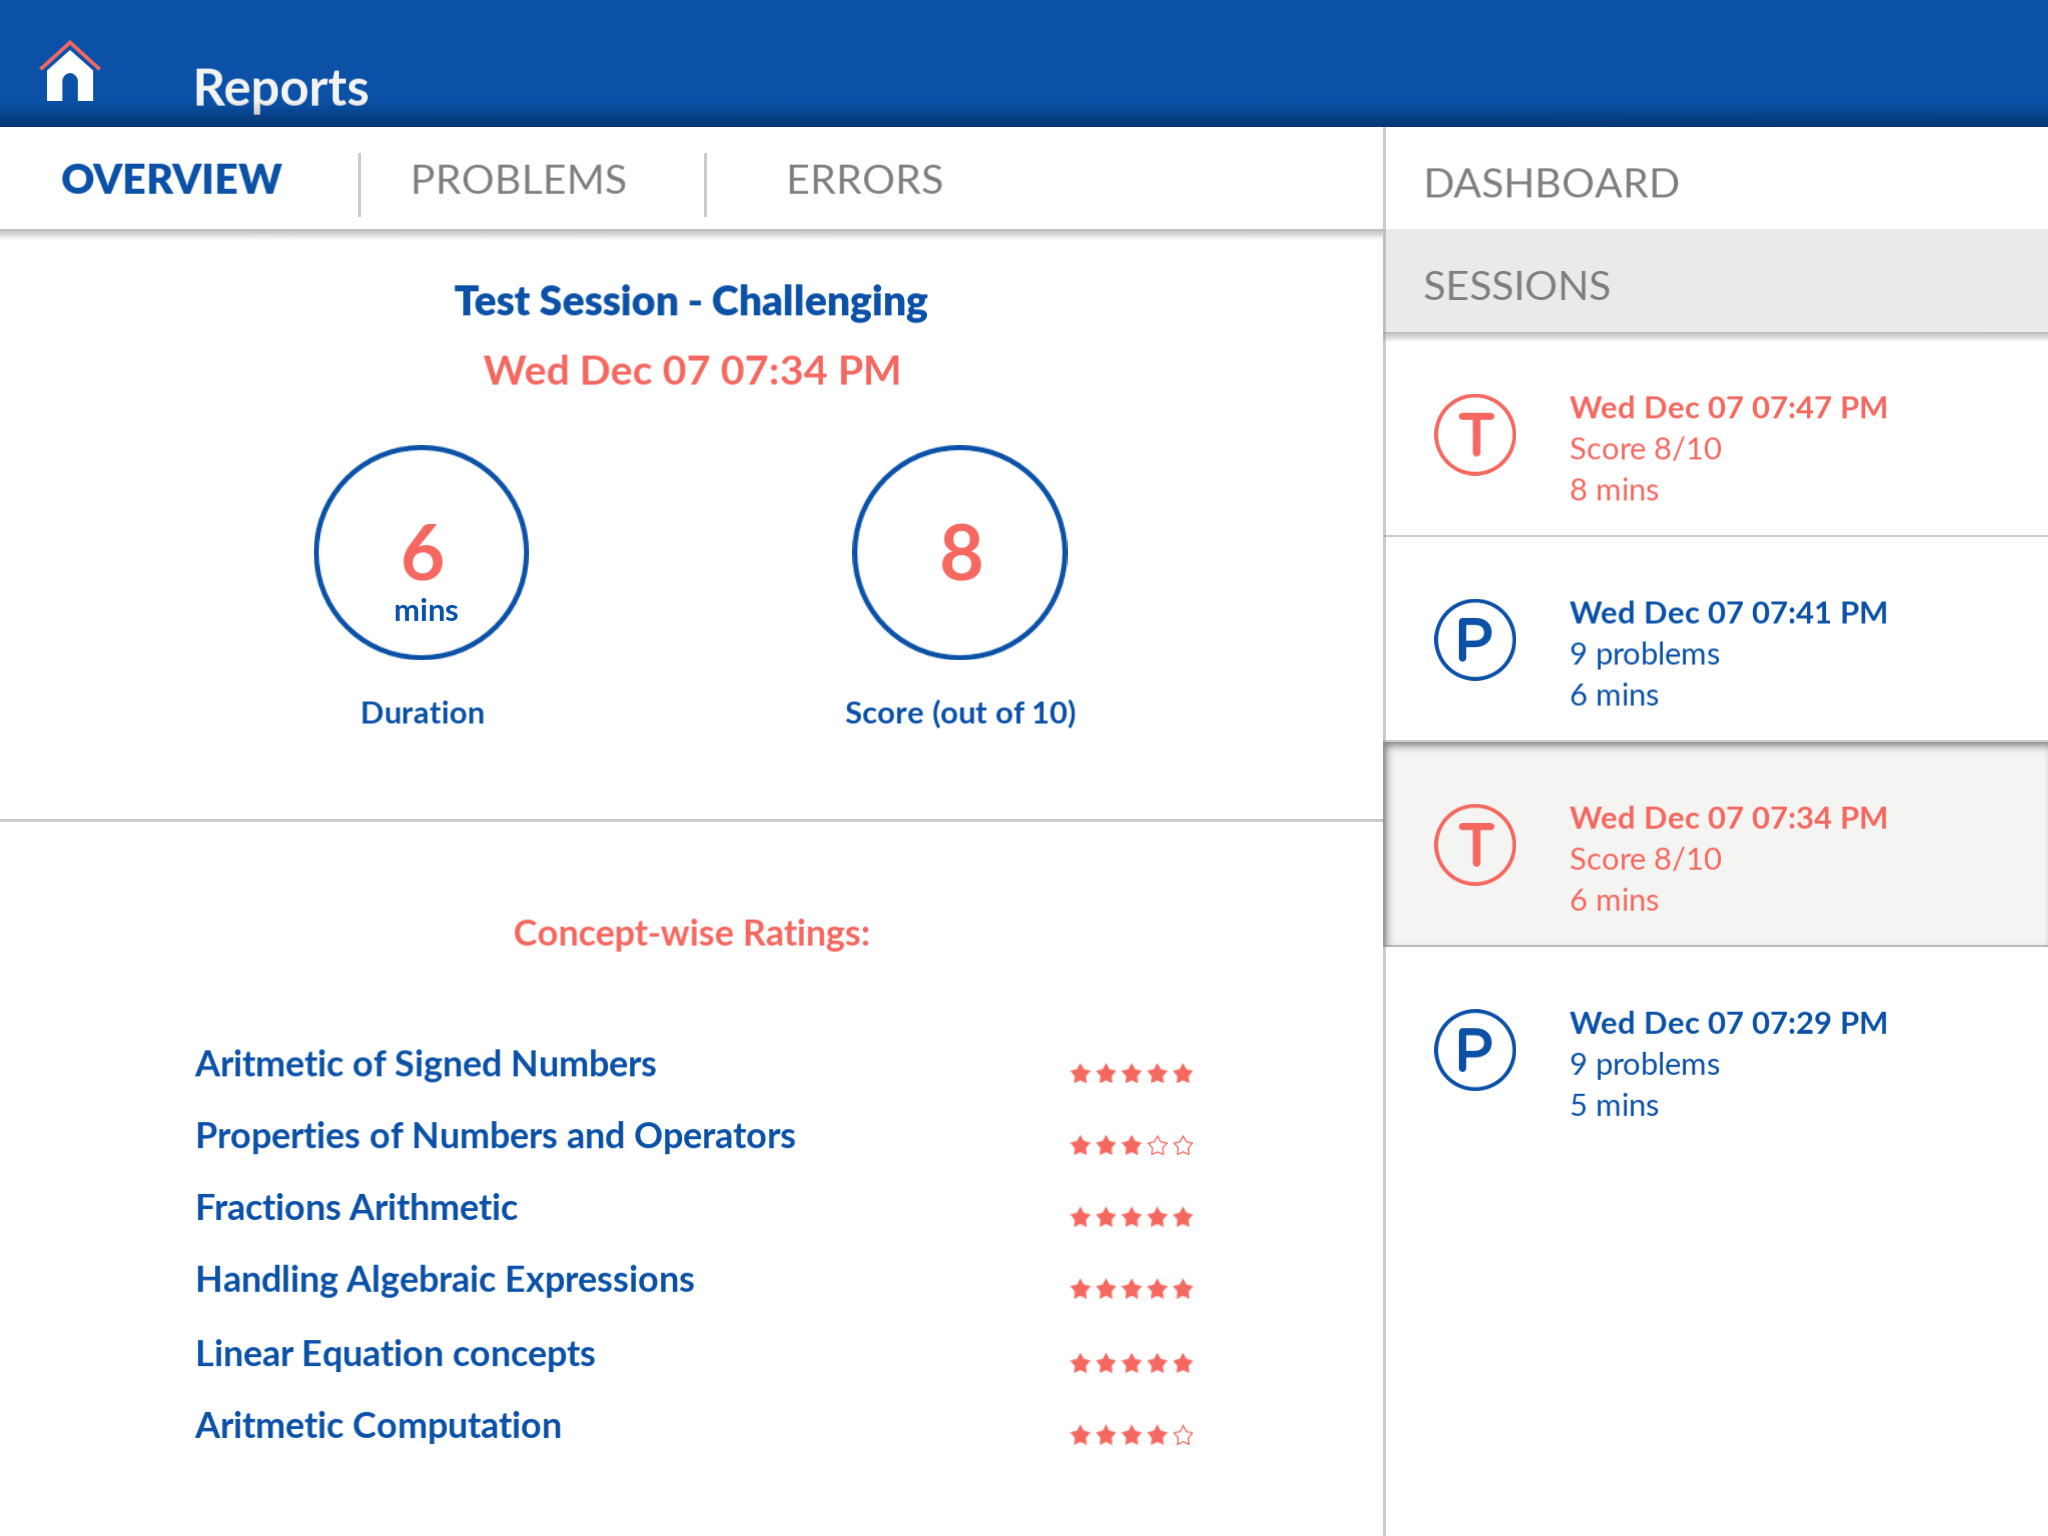 Reports
OVERVIEW
PROBLEMS
ERRORS
Test Session - Challenging
Wed Dec 07 07:34 PM
6
mins
8
Duration
Score (out of 10)
Concept-wise Ratings:
Aritmetic of Signed Numbers
Properties of Numbers and Operators
Fractions Arithmetic
Handling Algebraic Expressions
Linear Equation concepts
Aritmetic Computation
DASHBOARD
SESSIONS
T
Wed Dec 07 07:47 PM
Score 8/10
8 mins
P
Wed Dec 07 07:41 PM
9 problems
6 mins
T
Wed Dec 07 07:34 PM
Score 8/10
6 mins
P
Wed Dec 07 07:29 PM
9 problems
5 mins